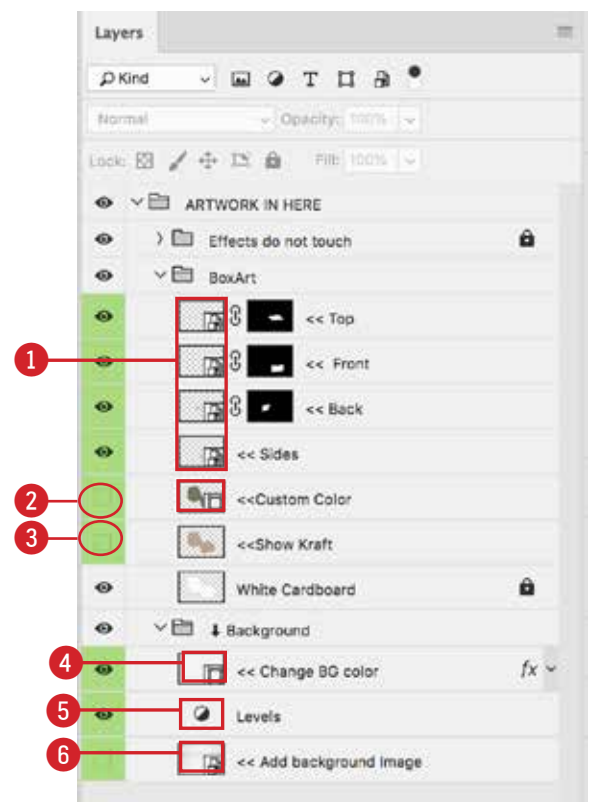 Layers
Kind
Normal Opacity: 100%
Lock: Fill: 100%
ARTWORK IN HERE
Effects do not touch
BoxArt
<< Top
1 << Front
<< Back
<< Sides
2 <<Custom Color
3 <<Show Kraft
White Cardboard
Background
4 << Change BG color fx
5 Levels
6 << Add background Image